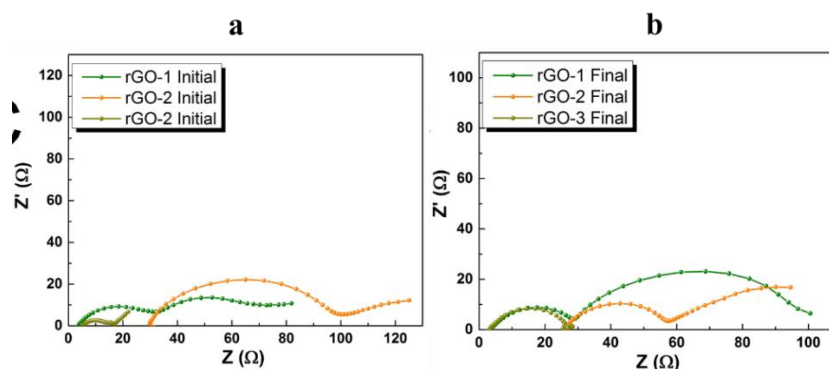 a
120
100
80
60
40
20
0
Z' (Ω)
rGO-1 Initial
rGO-2 Initial
rGO-2 Initial
0 20 40 60 80 100 120
Z (Ω)
b
100
80
60
40
20
0
Z' (Ω)
rGO-1 Final
rGO-2 Final
rGO-3 Final
0 20 40 60 80 100
Z (Ω)